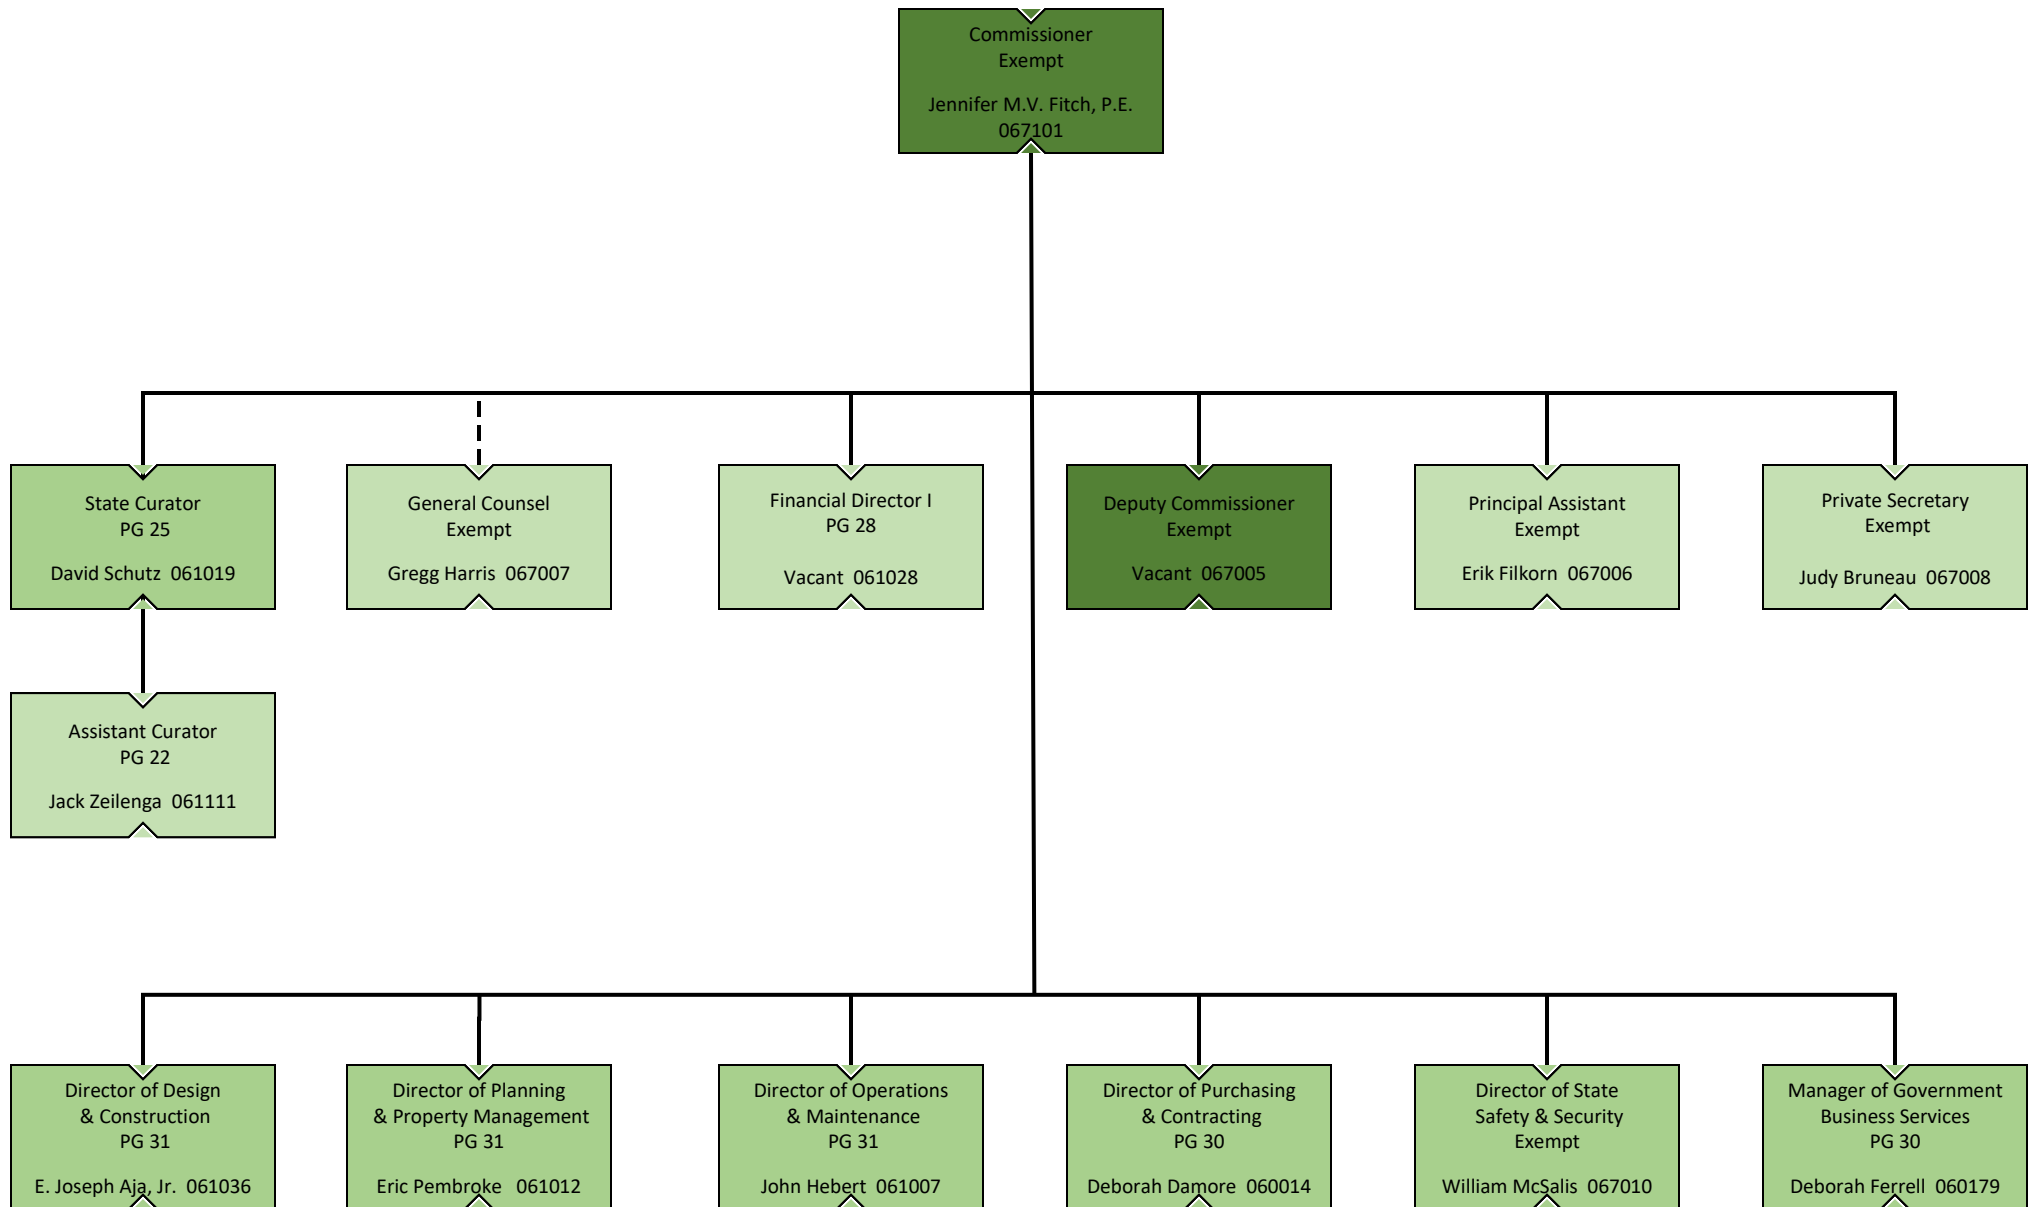 Commissioner
Exempt
Jennifer M.V. Fitch, P.E.
067101
State Curator
PG 25
David Schutz 061019
General Counsel
Exempt
Gregg Harris 067007
Financial Director I
PG 28
Vacant 061028
Deputy Commissioner
Exempt
Vacant 067005
Principal Assistant
Exempt
Erik Filkorn 067006
Private Secretary
Exempt
Judy Bruneau 067008
Assistant Curator
PG 22
Jack Zeilenga 061111
Director of Design
& Construction
PG 31
E. Joseph Aja, Jr. 061036
Director of Planning
& Property Management
PG 31
Eric Pembroke 061012
Director of Operations
& Maintenance
PG 31
John Hebert 061007
Director of Purchasing
& Contracting
PG 30
Deborah Damore 060014
Director of State
Safety & Security
Exempt
William McSalis 067010
Manager of Government
Business Services
PG 30
Deborah Ferrell 060179